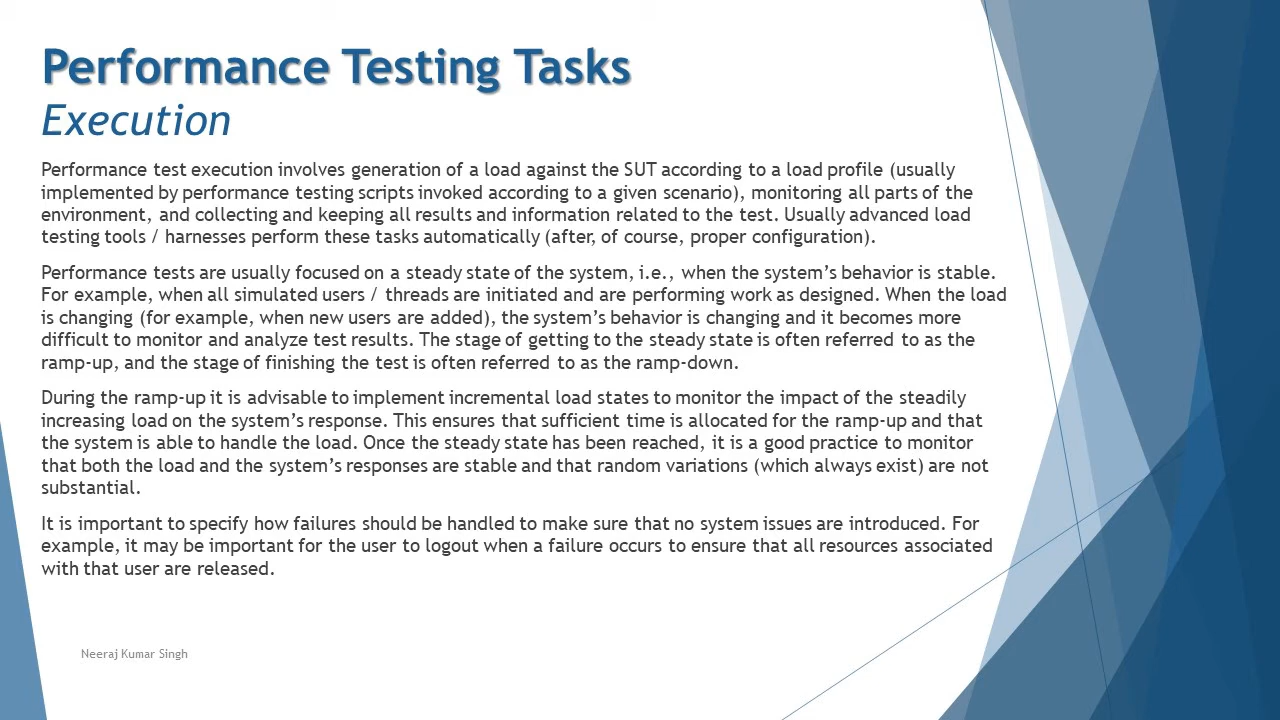 Performance Testing Tasks
Execution
Performance test execution involves generation of a load against the SUT according to a load profile (usually
implemented by performance testing scripts invoked according to a given scenario), monitoring all parts of the
environment, and collecting and keeping all results and information related to the test. Usually advanced load
testing tools / harnesses perform these tasks automatically (after, of course, proper configuration).
Performance tests are usually focused on a steady state of the system, i.e., when the system’s behavior is stable.
For example, when all simulated users / threads are initiated and are performing work as designed. When the load
is changing (for example, when new users are added), the system’s behavior is changing and it becomes more
difficult to monitor and analyze test results. The stage of getting to the steady state is often referred to as the
ramp-up, and the stage of finishing the test is often referred to as the ramp-down.
During the ramp-up it is advisable to implement incremental load states to monitor the impact of the steadily
increasing load on the system’s response. This ensures that sufficient time is allocated for the ramp-up and that
the system is able to handle the load. Once the steady state has been reached, it is a good practice to monitor
that both the load and the system’s responses are stable and that random variations (which always exist) are not
substantial.
It is important to specify how failures should be handled to make sure that no system issues are introduced. For
example, it may be important for the user to logout when a failure occurs to ensure that all resources associated
with that user are released.
Neeraj Kumar Singh